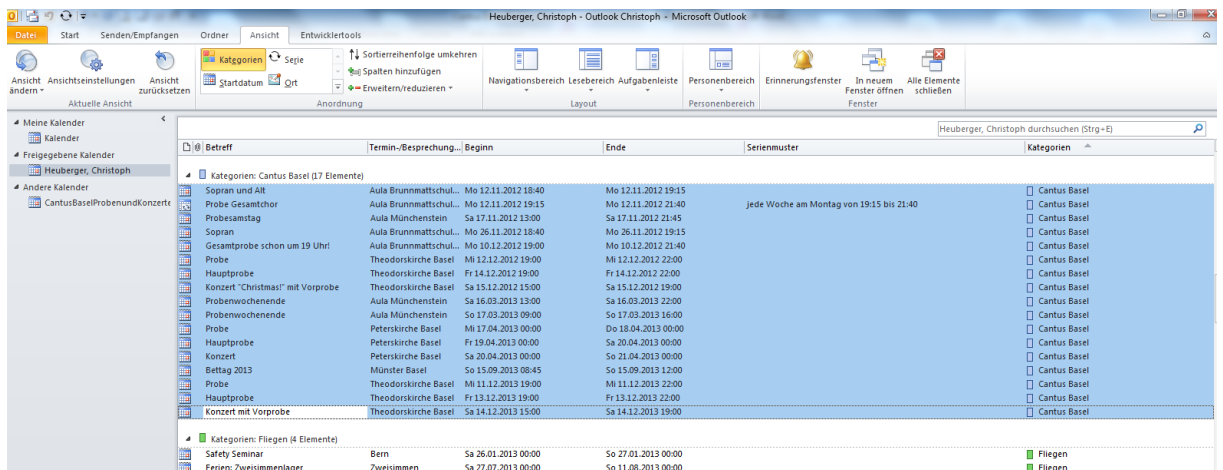 Heuberger, Christoph - Outlook Christoph - Microsoft Outlook
Datei Start Senden/Empfangen Ordner Ansicht Entwicklertools
Ansicht ändern Ansichtseinstellungen Ansicht zurücksetzen
Aktuelle Ansicht
Kategorien Serie
Startdatum Ort
Sortierreihenfolge umkehren
Spalten hinzufügen
Erweitern/reduzieren
Anordnung
Navigationsbereich Lesebereich Aufgabenleiste
Layout
Personenbereich
Personenbereich
Erinnerungsfenster In neuem Fenster öffnen Alle Elemente schließen
Fenster
Meine Kalender
Kalender
Freigegebene Kalender
Heuberger, Christoph
Andere Kalender
CantusBaselProbenundKonzerte
Heuberger, Christoph durchsuchen (Strg+E)
Betreff Termin-/Besprechung... Beginn Ende Serienmuster Kategorien
Kategorien: Cantus Basel (17 Elemente)
Sopran und Alt Aula Brunnmattschul... Mo 12.11.2012 18:40 Mo 12.11.2012 19:15 Cantus Basel
Probe Gesamtchor Aula Brunnmattschul... Mo 12.11.2012 19:15 Mo 12.11.2012 21:40 jede Woche am Montag von 19:15 bis 21:40 Cantus Basel
Probesamstag Aula Münchenstein Sa 17.11.2012 13:00 Sa 17.11.2012 21:45 Cantus Basel
Sopran Aula Brunnmattschul... Mo 26.11.2012 18:40 Mo 26.11.2012 19:15 Cantus Basel
Gesamtprobe schon um 19 Uhr! Aula Brunnmattschul... Mo 10.12.2012 19:00 Mo 10.12.2012 21:40 Cantus Basel
Probe Theodorskirche Basel Mi 12.12.2012 19:00 Mi 12.12.2012 22:00 Cantus Basel
Hauptprobe Theodorskirche Basel Fr 14.12.2012 19:00 Fr 14.12.2012 22:00 Cantus Basel
Konzert "Christmas!" mit Vorprobe Theodorskirche Basel Sa 15.12.2012 15:00 Sa 15.12.2012 19:00 Cantus Basel
Probenwochenende Aula Münchenstein Sa 16.03.2013 13:00 Sa 16.03.2013 22:00 Cantus Basel
Probenwochenende Aula Münchenstein So 17.03.2013 09:00 So 17.03.2013 16:00 Cantus Basel
Probe Peterskirche Basel Mi 17.04.2013 00:00 Do 18.04.2013 00:00 Cantus Basel
Hauptprobe Peterskirche Basel Fr 19.04.2013 00:00 Sa 20.04.2013 00:00 Cantus Basel
Konzert Peterskirche Basel Sa 20.04.2013 00:00 So 21.04.2013 00:00 Cantus Basel
Bettag 2013 Münster Basel So 15.09.2013 08:45 So 15.09.2013 12:00 Cantus Basel
Probe Theodorskirche Basel Mi 11.12.2013 19:00 Mi 11.12.2013 22:00 Cantus Basel
Hauptprobe Theodorskirche Basel Fr 13.12.2013 19:00 Fr 13.12.2013 22:00 Cantus Basel
Konzert mit Vorprobe Theodorskirche Basel Sa 14.12.2013 15:00 Sa 14.12.2013 19:00 Cantus Basel
Kategorien: Fliegen (4 Elemente)
Safety Seminar Bern Sa 26.01.2013 00:00 So 27.01.2013 00:00 Fliegen
Ferien: Zweisimmenlager Zweisimmen Sa 27.07.2013 00:00 So 11.08.2013 00:00 Fliegen